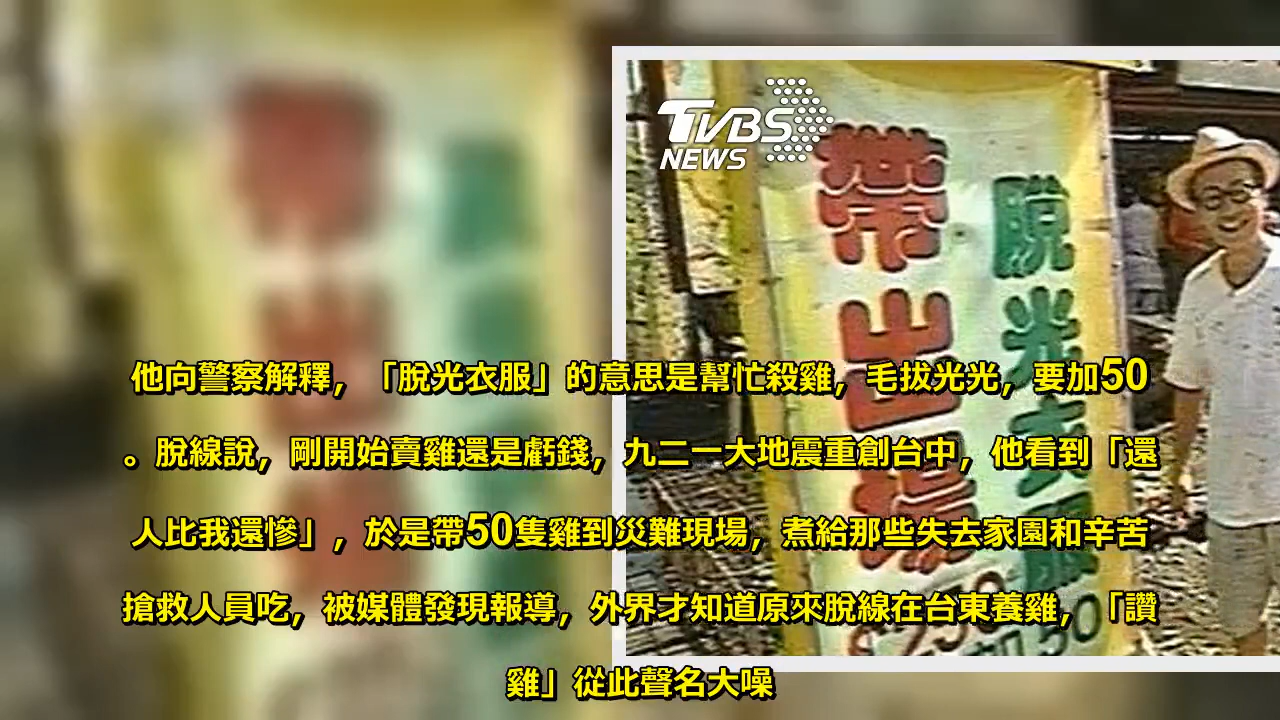 TVBS
NEWS
帶出場
250
脫光衣服
加50
他向警察解釋，「脫光衣服」的意思是幫忙殺雞，毛拔光光，要加50
。脫線說，剛開始賣雞還是虧錢，九二一大地震重創台中，他看到「還
人比我還慘」，於是帶50隻雞到災難現場，煮給那些失去家園和辛苦
搶救人員吃，被媒體發現報導，外界才知道原來脫線在台東養雞，「讚
雞」從此聲名大噪